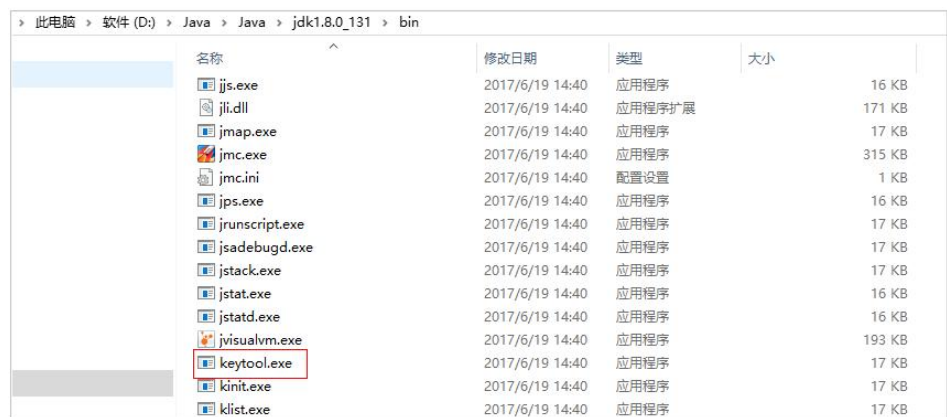 › 此电脑 › 软件 (D:) › Java › Java › jdk1.8.0_131 › bin
名称 修改日期 类型 大小
jjs.exe 2017/6/19 14:40 应用程序 16 KB
jli.dll 2017/6/19 14:40 应用程序扩展 171 KB
jmap.exe 2017/6/19 14:40 应用程序 17 KB
jmc.exe 2017/6/19 14:40 应用程序 315 KB
jmc.ini 2017/6/19 14:40 配置设置 1 KB
jps.exe 2017/6/19 14:40 应用程序 16 KB
jrunscript.exe 2017/6/19 14:40 应用程序 17 KB
jsadebugd.exe 2017/6/19 14:40 应用程序 17 KB
jstack.exe 2017/6/19 14:40 应用程序 17 KB
jstat.exe 2017/6/19 14:40 应用程序 16 KB
jstatd.exe 2017/6/19 14:40 应用程序 16 KB
jvisualvm.exe 2017/6/19 14:40 应用程序 193 KB
keytool.exe 2017/6/19 14:40 应用程序 17 KB
kinit.exe 2017/6/19 14:40 应用程序 17 KB
klist.exe 2017/6/19 14:40 应用程序 17 KB